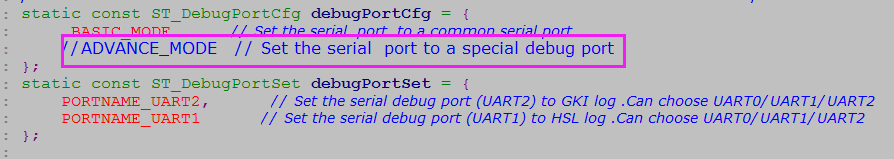 static const ST_DebugPortCfg debugPortCfg = {
BASIC_MODE // Set the serial port to a common serial port
//ADVANCE_MODE // Set the serial port to a special debug port
};
static const ST_DebugPortSet debugPortSet = {
PORTNAME_UART2, // Set the serial debug port (UART2) to GKI log .Can choose UART0/UART1/UART2
PORTNAME_UART1 // Set the serial debug port (UART1) to HSL log .Can choose UART0/UART1/UART2
};